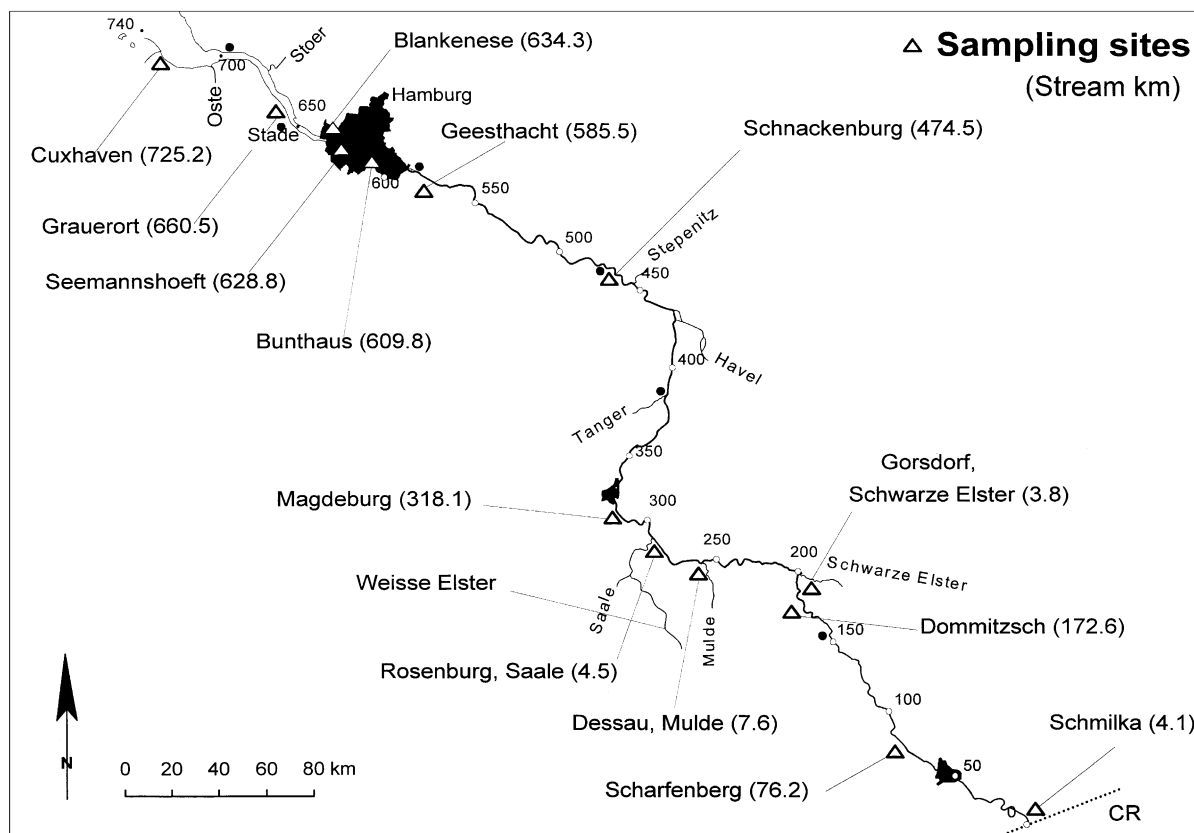 740
700
Stoer
Blankenese (634.3)
Sampling sites
(Stream km)
Oste
650
Hamburg
Stade
Geesthacht (585.5)
Schnackenburg (474.5)
Cuxhaven (725.2)
600
550
Grauerort (660.5)
500
Stepenitz
450
Seemannshoeft (628.8)
Bunthaus (609.8)
400
Havel
Tanger
350
Gorsdorf,
Schwarze Elster (3.8)
Magdeburg (318.1)
300
250
200
Schwarze Elster
Weisse Elster
Saale
Mulde
150
Dommitzsch (172.6)
Rosenburg, Saale (4.5)
100
Dessau, Mulde (7.6)
Schmilka (4.1)
N
0 20 40 60 80 km
50
Scharfenberg (76.2)
0
CR